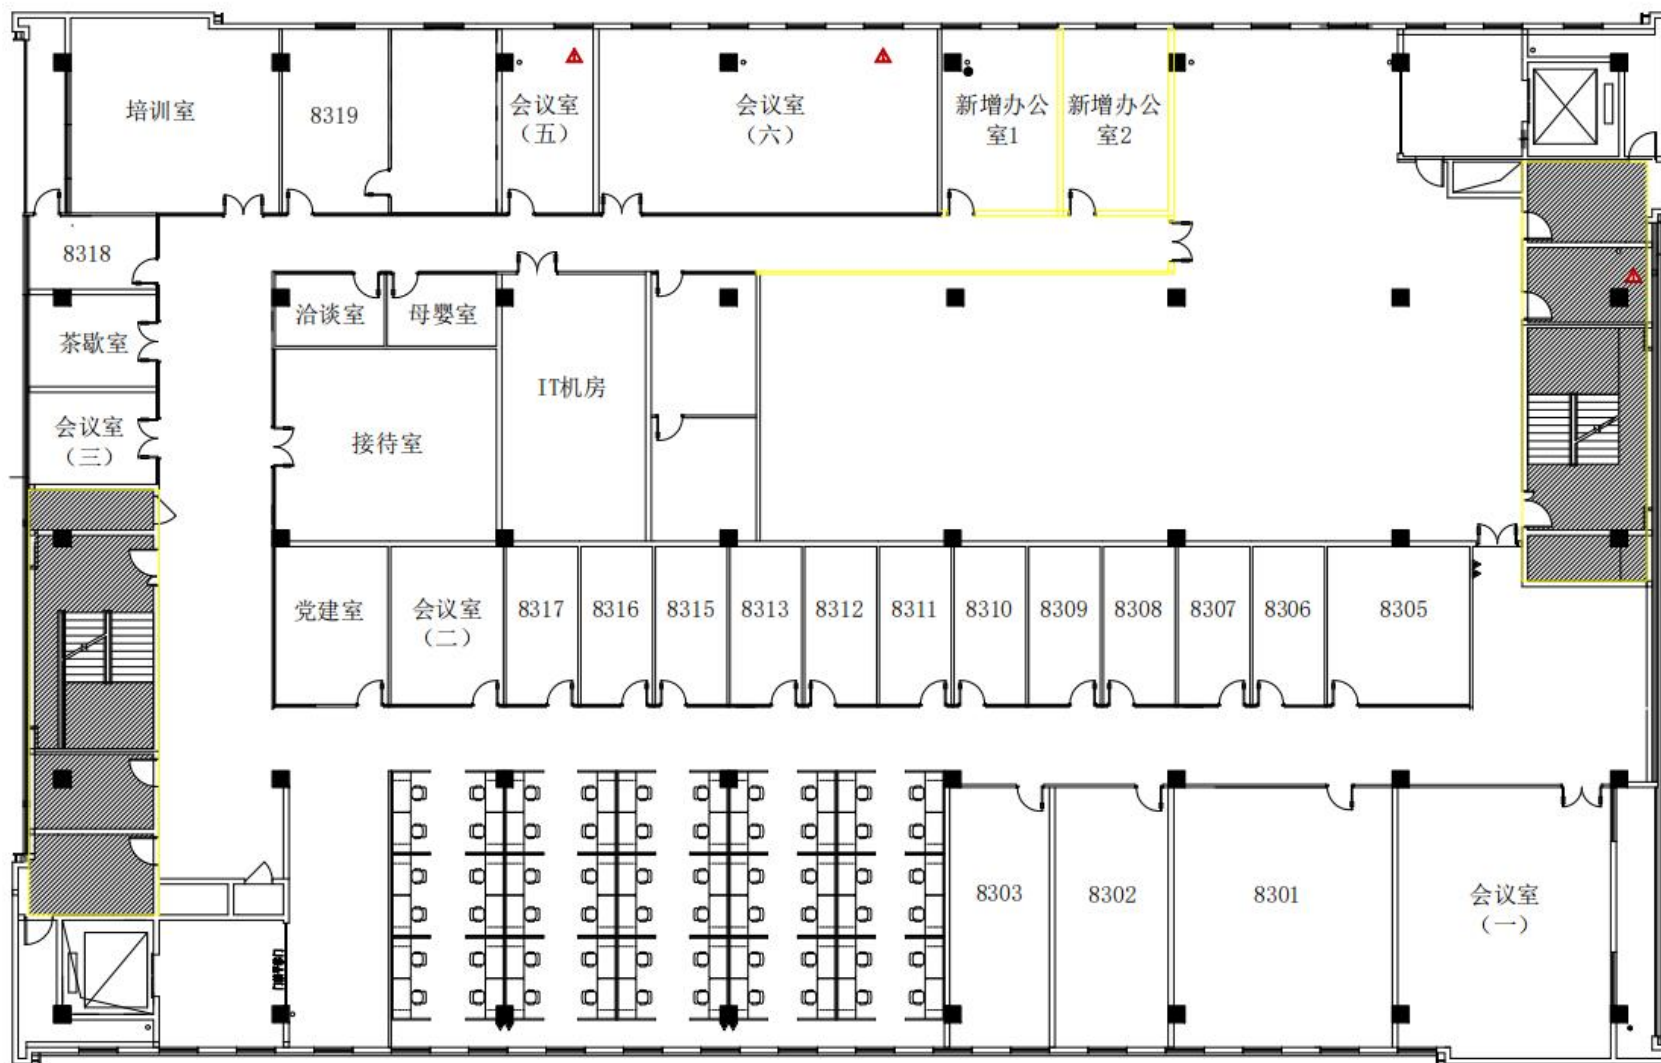 培训室
8319
会议室
（五）
会议室
（六）
新增办公
室1
新增办公
室2
8318
洽谈室
母婴室
茶歇室
IT机房
会议室
（三）
接待室
党建室
会议室
（二）
8317
8316
8315
8313
8312
8311
8310
8309
8308
8307
8306
8305
8303
8302
8301
会议室
（一）